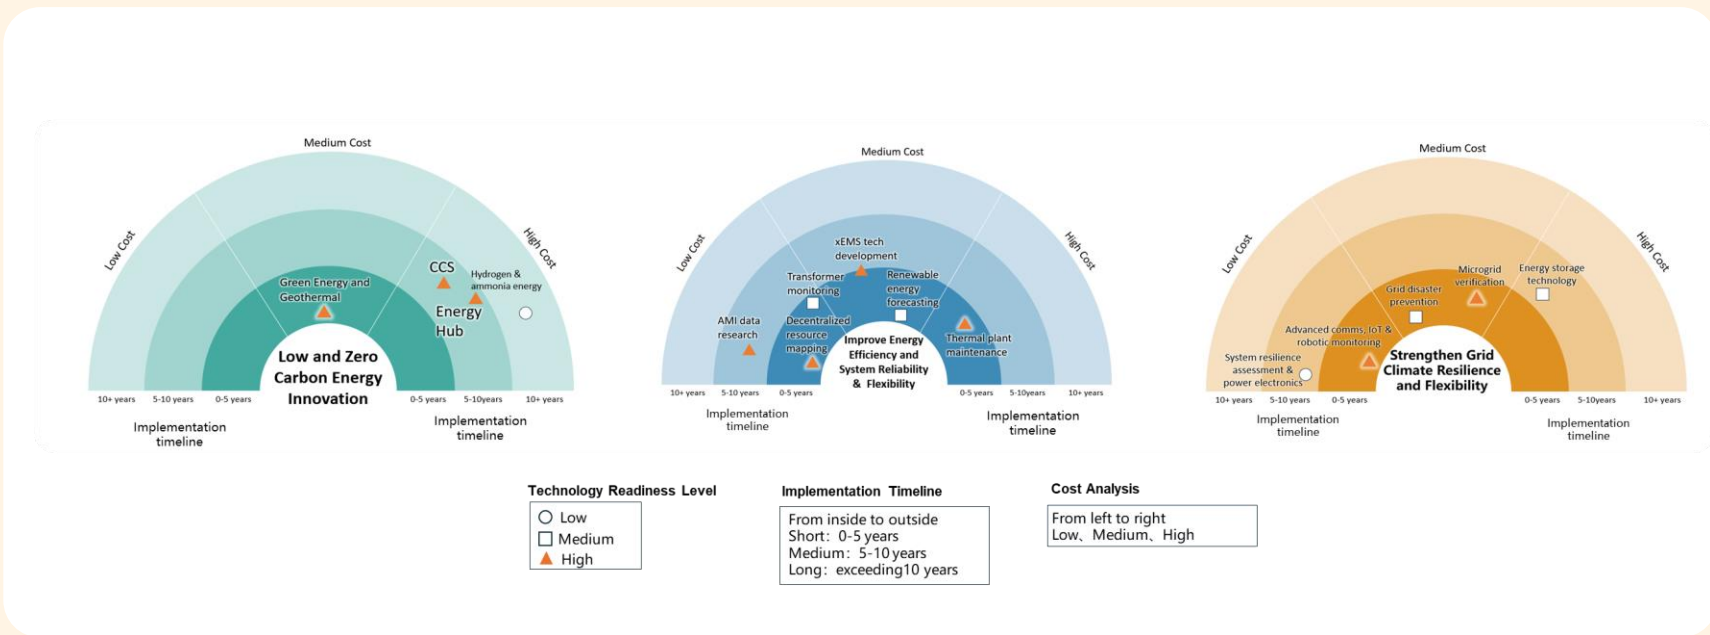 Medium Cost
Low Cost
High Cost
CCS
Hydrogen &
ammonia energy
Green Energy and
Geothermal
Energy
Hub
Low and Zero
Carbon Energy
Innovation
10+ years
5-10 years
0-5 years
0-5 years
5-10years
10+ years
Implementation
timeline
Implementation
timeline
Medium Cost
Low Cost
High Cost
xEMS tech
development
Transformer
monitoring
Renewable
energy
forecasting
AMI data
research
Decentralized
resource
mapping
Thermal plant
maintenance
Improve Energy
Efficiency and
System Reliability
& Flexibility
10+ years
5-10 years
0-5 years
0-5 years
5-10years
10+ years
Implementation
timeline
Implementation
timeline
Medium Cost
Low Cost
High Cost
Microgrid
verification
Energy storage
technology
Grid disaster
prevention
Advanced comms, IoT &
robotic monitoring
System resilience
assessment &
power electronics
Strengthen Grid
Climate Resilience
and Flexibility
10+ years
5-10 years
0-5 years
0-5 years
5-10years
10+ years
Implementation
timeline
Implementation
timeline
Technology Readiness Level
Low
Medium
High
Implementation Timeline
From inside to outside
Short：0-5 years
Medium：5-10 years
Long：exceeding10 years
Cost Analysis
From left to right
Low、Medium、High